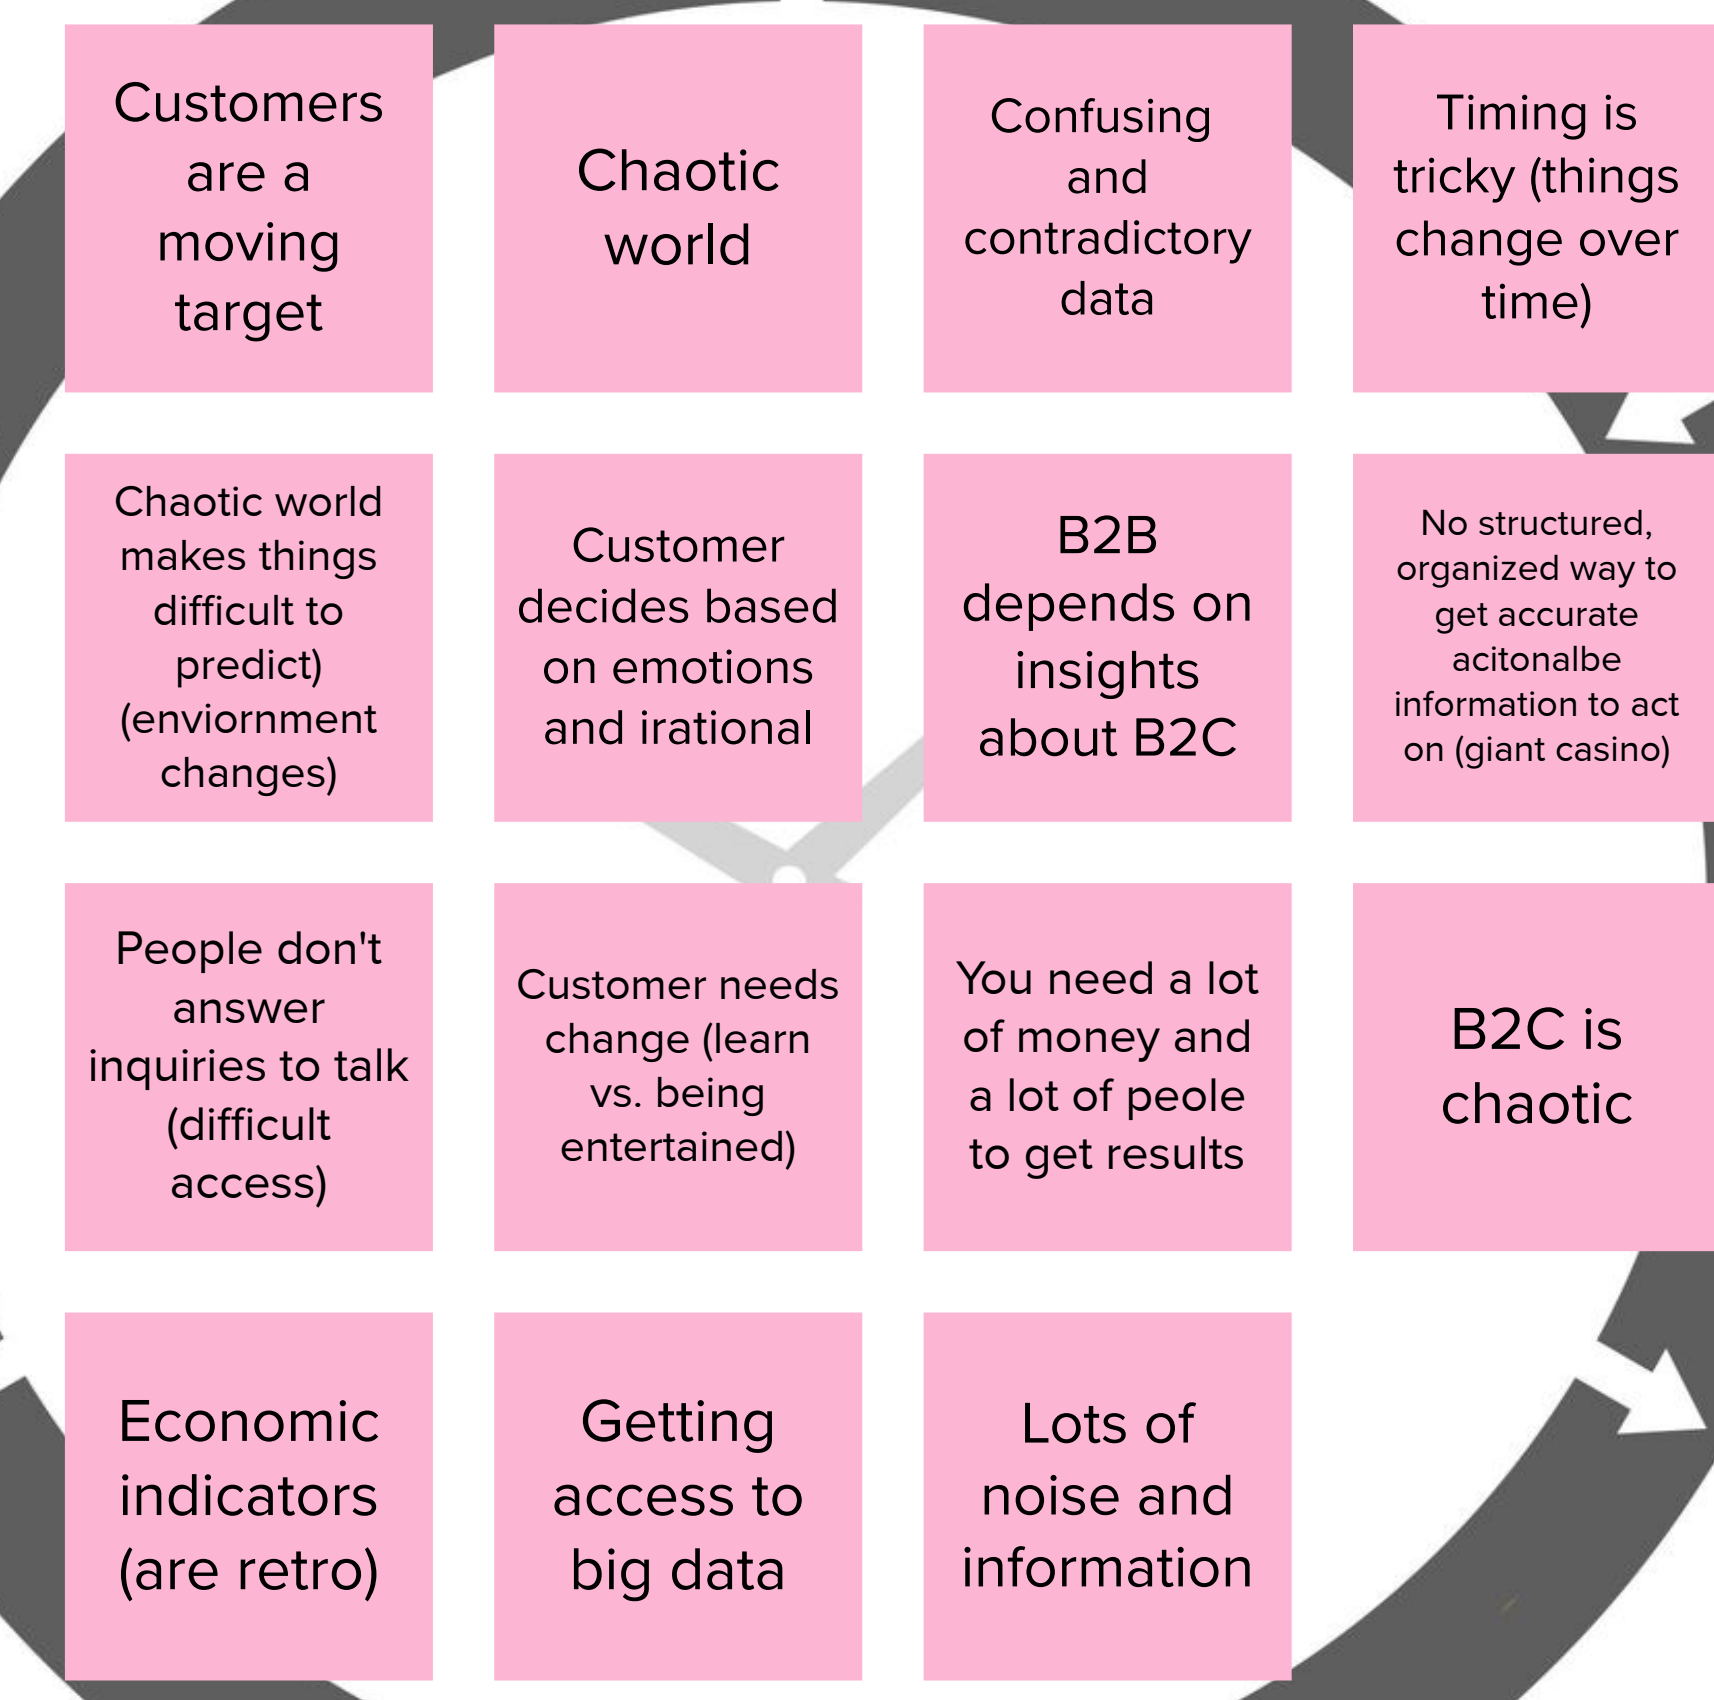 Customers
are a
moving
target
Chaotic
world
Confusing
and
contradictory
data
Timing is
tricky (things
change over
time)
Chaotic world
makes things
difficult to
predict)
(enviornment
changes)
Customer
decides based
on emotions
and irational
B2B
depends on
insights
about B2C
No structured,
organized way to
get accurate
acitonalbe
information to act
on (giant casino)
People don't
answer
inquiries to talk
(difficult
access)
Customer needs
change (learn
vs. being
entertained)
You need a lot
of money and
a lot of peole
to get results
B2C is
chaotic
Economic
indicators
(are retro)
Getting
access to
big data
Lots of
noise and
information